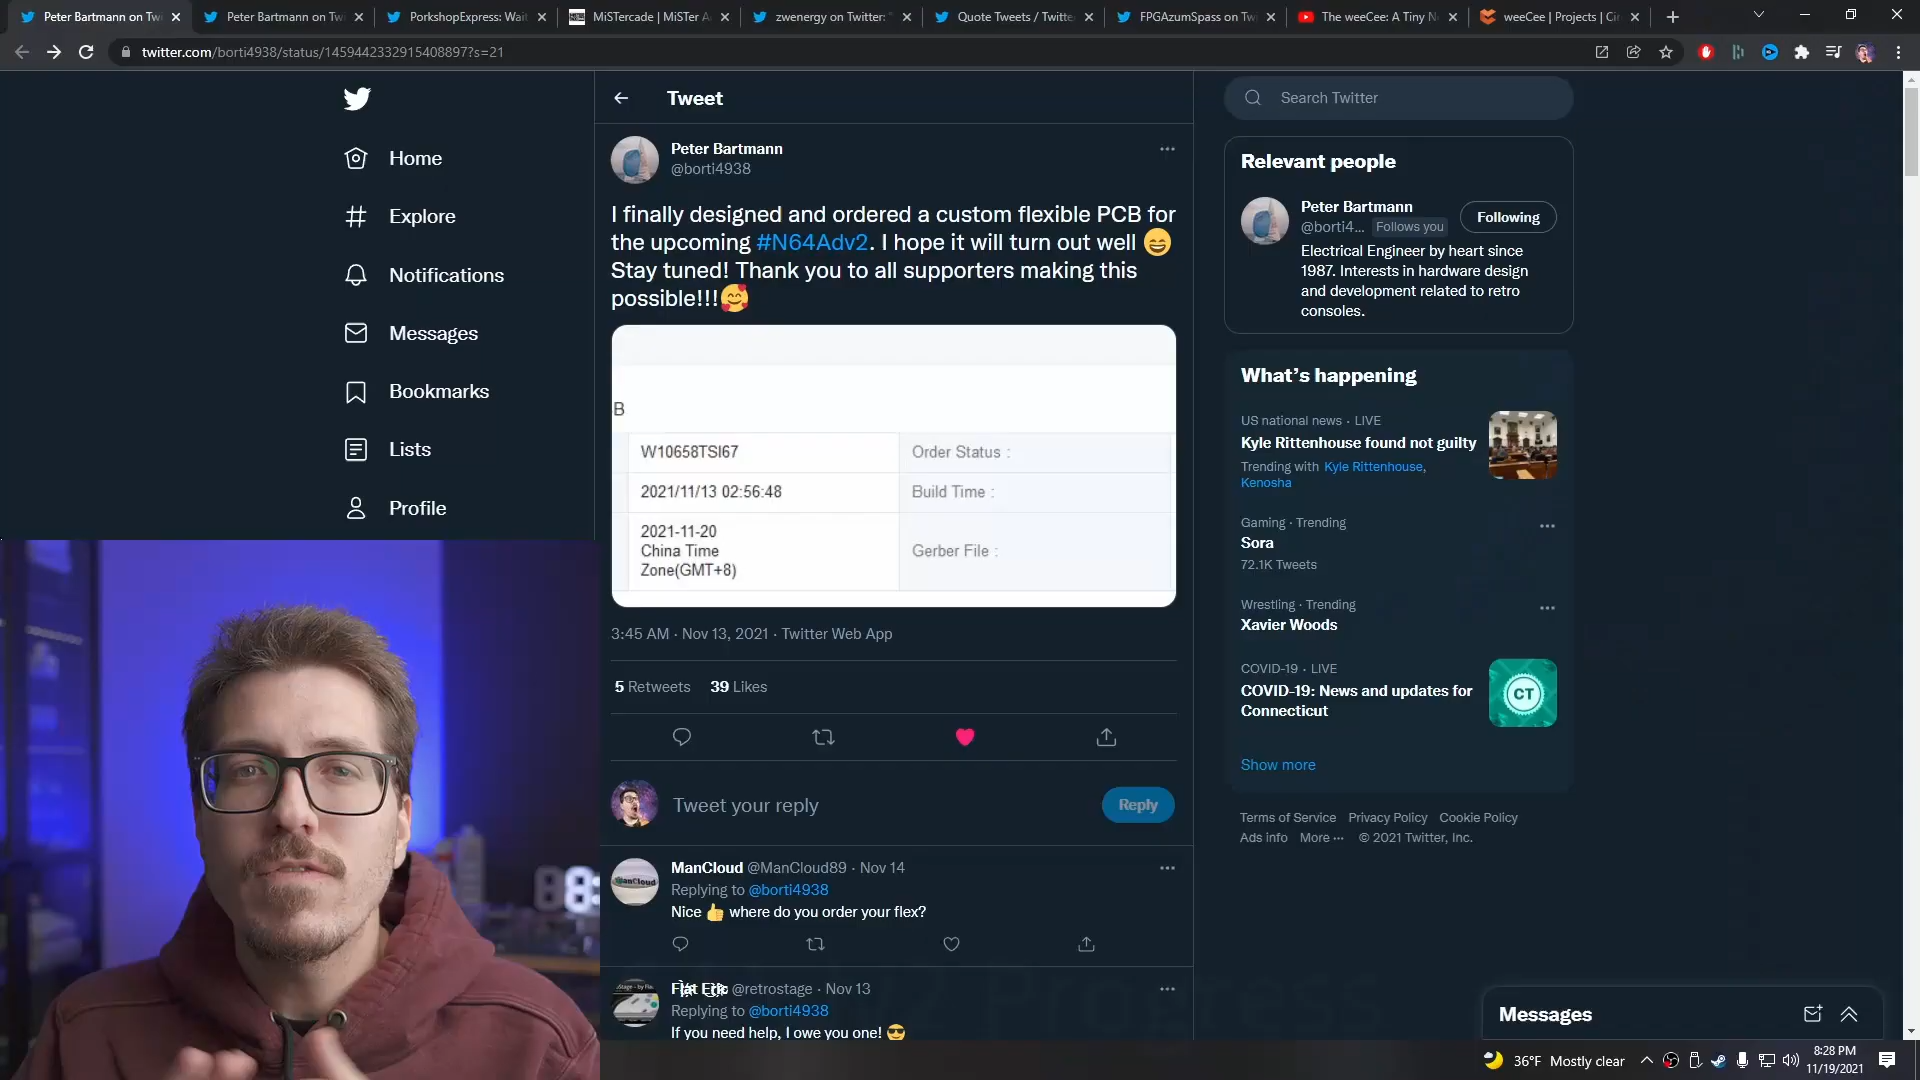 Peter Bartmann on Twi
Peter Bartmann on Twi
PorkshopExpress: Wait
MiSTercade | MiSTer A
zwenergy on Twitter: "
Quote Tweets / Twitte
FPGAzumSpass on Twi
The weeCee: A Tiny N
weeCee | Projects | Ci
twitter.com/borti4938/status/1459442332915408897?s=21
Home
Explore
Notifications
Messages
Bookmarks
Lists
Profile
Tweet
Peter Bartmann
@borti4938
I finally designed and ordered a custom flexible PCB for
the upcoming #N64Adv2. I hope it will turn out well 😄
Stay tuned! Thank you to all supporters making this
possible!!!🥰
B
W10658TSI67 Order Status :
2021/11/13 02:56:48 Build Time :
2021-11-20
China Time
Zone(GMT+8)
Gerber File :
3:45 AM · Nov 13, 2021 · Twitter Web App
5 Retweets 39 Likes
Tweet your reply
Reply
ManCloud @ManCloud89 · Nov 14
Replying to @borti4938
Nice 👍 where do you order your flex?
@retrostage · Nov 13
Replying to @borti4938
If you need help, I owe you one! 😎
Search Twitter
Relevant people
Peter Bartmann
@borti4... Follows you
Following
Electrical Engineer by heart since
1987. Interests in hardware design
and development related to retro
consoles.
What's happening
US national news · LIVE
Kyle Rittenhouse found not guilty
Trending with Kyle Rittenhouse,
Kenosha
Gaming · Trending
Sora
72.1K Tweets
Wrestling · Trending
Xavier Woods
COVID-19 · LIVE
COVID-19: News and updates for
Connecticut
CT
Show more
Terms of Service Privacy Policy Cookie Policy
Ads info More ··· © 2021 Twitter, Inc.
Messages
36°F Mostly clear
8:28 PM
11/19/2021